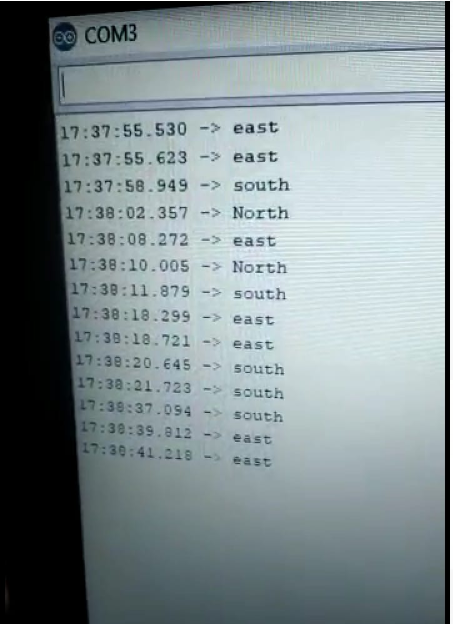 COM3
17:37:55.530 -> east
17:37:55.623 -> east
17:37:58.949 -> south
17:38:02.357 -> North
17:38:08.272 -> east
17:38:10.005 -> North
17:38:11.879 -> south
17:38:18.299 -> east
17:38:18.721 -> east
17:38:20.645 -> south
17:38:21.723 -> south
17:38:37.094 -> south
17:38:39.812 -> east
17:38:41.218 -> east